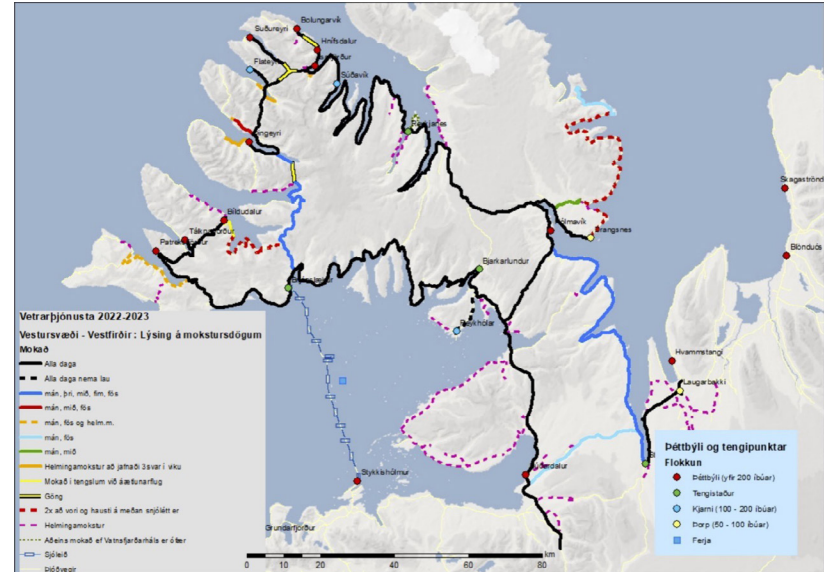 Bolungarvík
Suðureyri
Hnífsdalur
Flateyri
Súðavík
Reykjanes
Skagaströnd
Bíldudalur
Hólmavík
Drangsnes
Blönduós
Bjarkarlundur
Reykhólar
Hvammstangi
Laugarbakki
Búðardalur
Stykkishólmur
Grundarfjörður
Vetrarþjónusta 2022-2023
Vestursvæði - Vestfirðir : Lýsing á mokstursdögum
Mokað
Alla daga
Alla daga nema lau
mán, þri, mið, fim, fös
mán, mið, fös
mán, fös og helm.m.
mán, fös
mán, mið
Helmingamokstur að jafnaði 3svar í viku
Mokað í tengslum við áætlunarflug
Göng
2x að vori og hausti á meðan snjólétt er
Helmingamokstur
Aðeins mokað ef Vatnsfjarðarháls er ófær
Sjóleið
Þjóðvegir
0 10 20 40 60 80
km
Þéttbýli og tengipunktar
Flokkun
Þéttbýli (yfir 200 íbúar)
Tengistaður
Kjarni (100 - 200 íbúar)
Þorp (50 - 100 íbúar)
Ferja